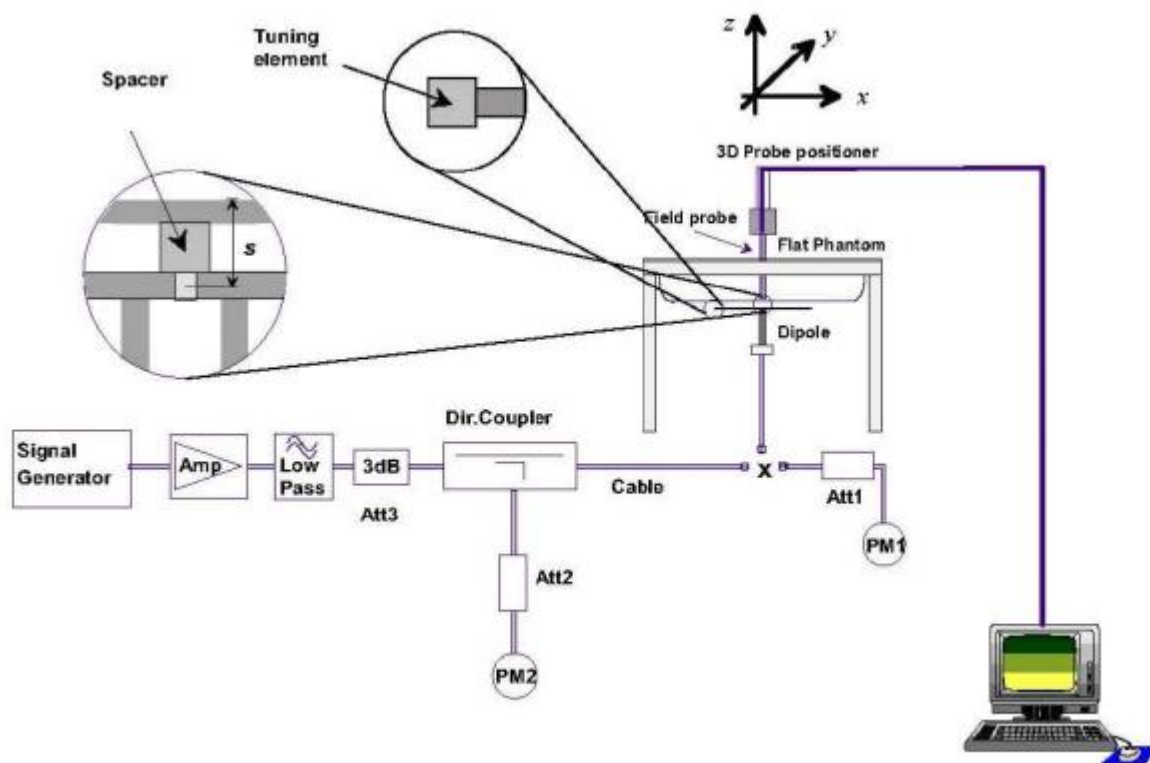 Tuning
element
Spacer
z
y
x
3D Probe positioner
Field probe
Flat Phantom
s
Dipole
Dir.Coupler
Signal
Generator
Amp
Low
Pass
3dB
Att3
Cable
x
Att1
PM1
Att2
PM2